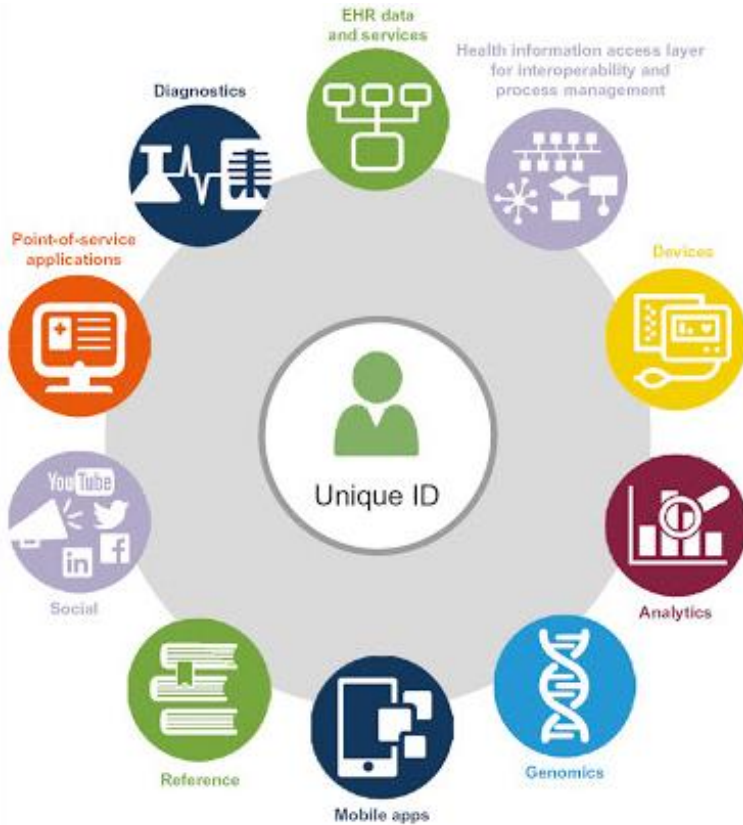 EHR data
and services
Health information access layer
for interoperability and
process management
Diagnostics
Point-of-service
applications
Devices
Unique ID
YouTube
in
f
Social
Analytics
Reference
Genomics
Mobile apps